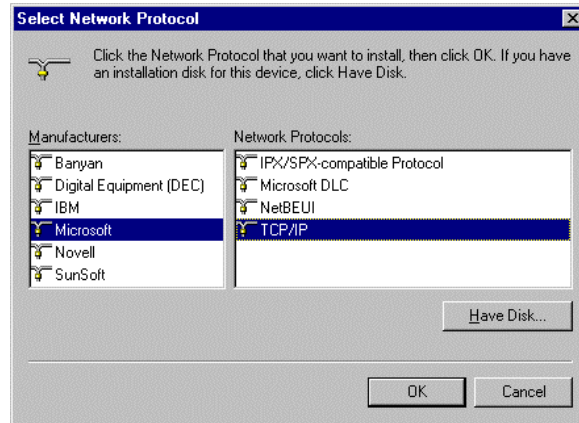 Select Network Protocol
Click the Network Protocol that you want to install, then click OK. If you have
an installation disk for this device, click Have Disk.
Manufacturers:
Banyan
Digital Equipment (DEC)
IBM
Microsoft
Novell
SunSoft
Network Protocols:
IPX/SPX-compatible Protocol
Microsoft DLC
NetBEUI
TCP/IP
Have Disk...
OK
Cancel